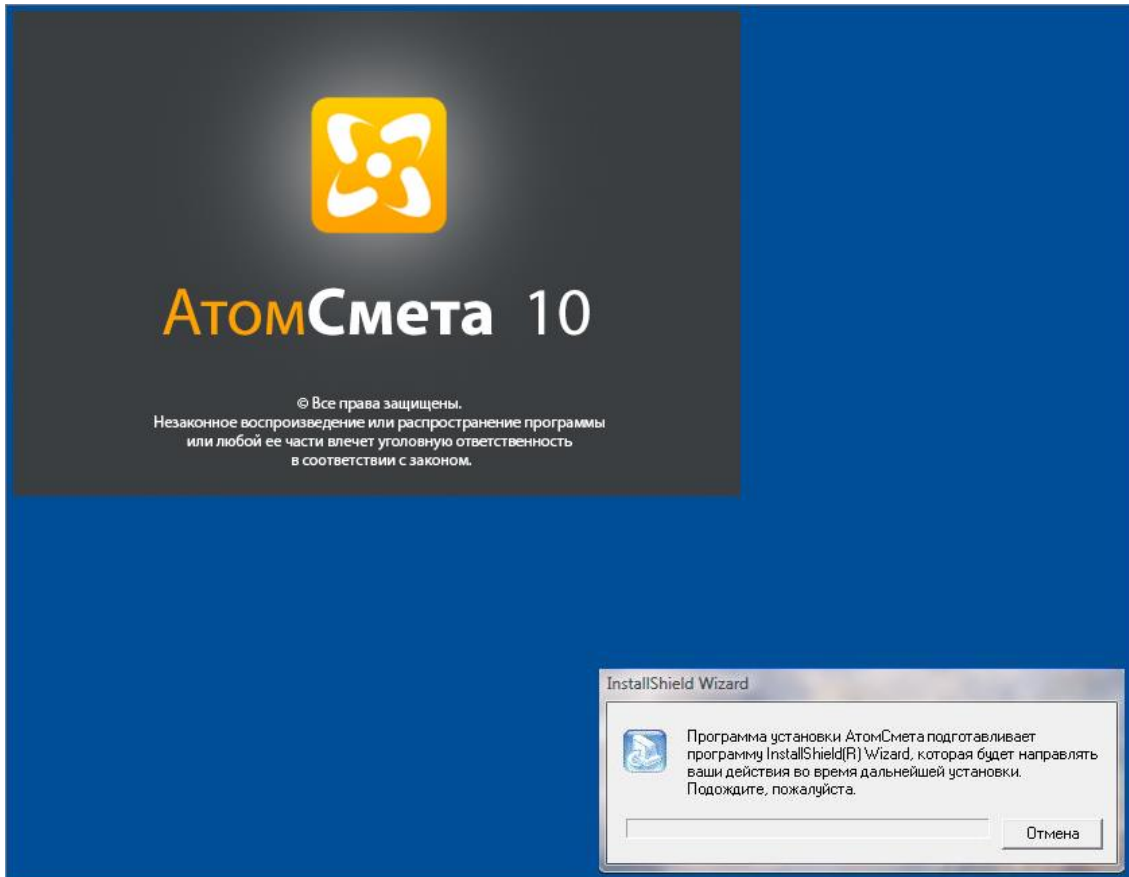 АтомСмета 10
© Все права защищены.
Незаконное воспроизведение или распространение программы
или любой ее части влечет уголовную ответственность
в соответствии с законом.
InstallShield Wizard
Программа установки АтомСмета подготавливает
программу InstallShield(R) Wizard, которая будет направлять
ваши действия во время дальнейшей установки.
Подождите, пожалуйста.
Отмена